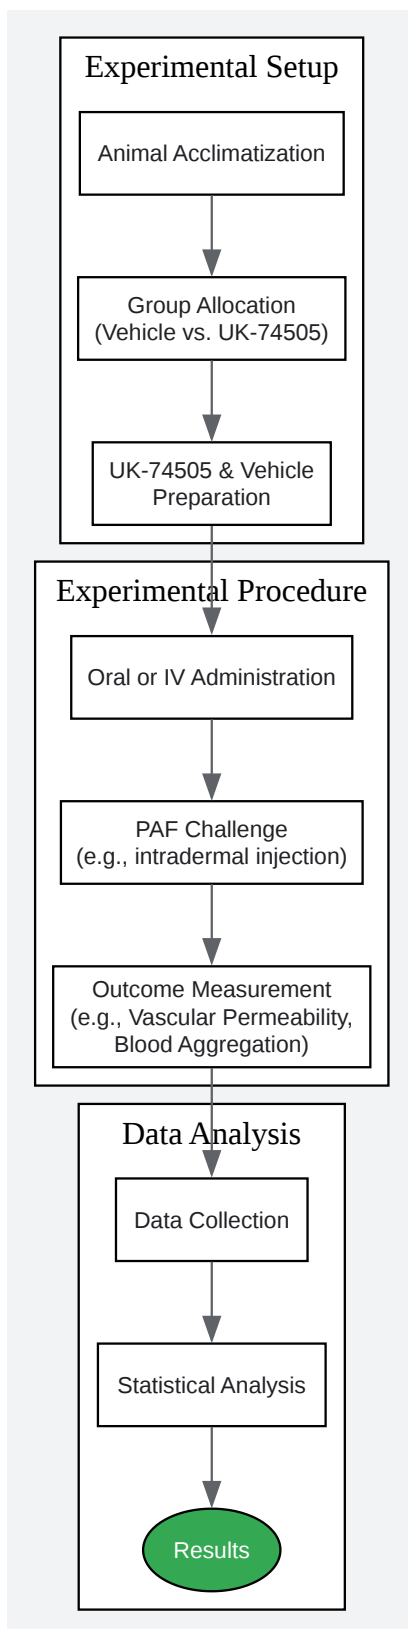 Experimental Setup
Animal Acclimatization
Group Allocation
(Vehicle vs. UK-74505)
UK-74505 & Vehicle
Preparation
Experimental Procedure
Oral or IV Administration
PAF Challenge
(e.g., intradermal injection)
Outcome Measurement
(e.g., Vascular Permeability,
Blood Aggregation)
Data Analysis
Data Collection
Statistical Analysis
Results